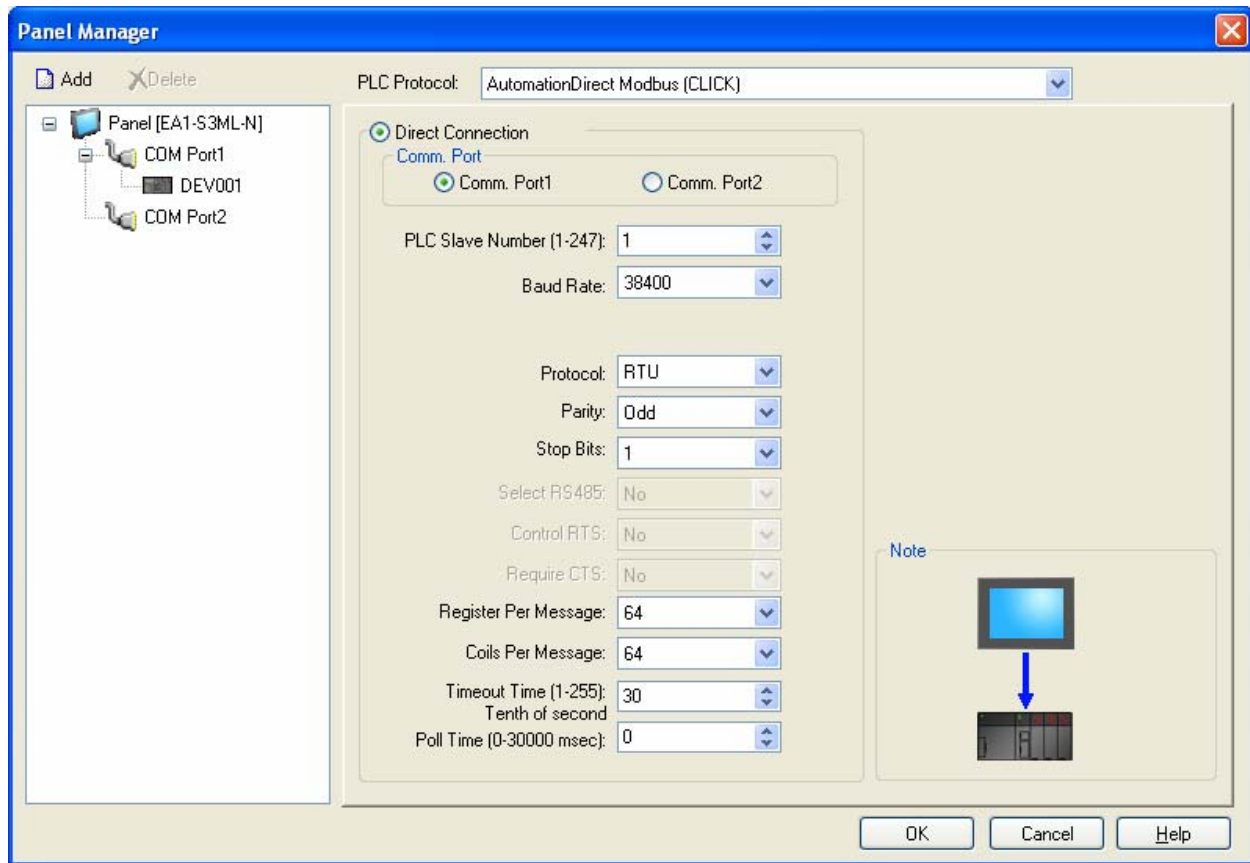 Panel Manager
Add Delete
PLC Protocol: AutomationDirect Modbus (CLICK)
Panel [EA1-S3ML-N]
COM Port1
DEV001
COM Port2
Direct Connection
Comm. Port
Comm. Port1 Comm. Port2
PLC Slave Number (1-247): 1
Baud Rate: 38400
Protocol: RTU
Parity: Odd
Stop Bits: 1
Select RS485: No
Control RTS: No
Require CTS: No
Register Per Message: 64
Coils Per Message: 64
Timeout Time (1-255): 30
Tenth of second
Poll Time (0-30000 msec): 0
Note
OK Cancel Help